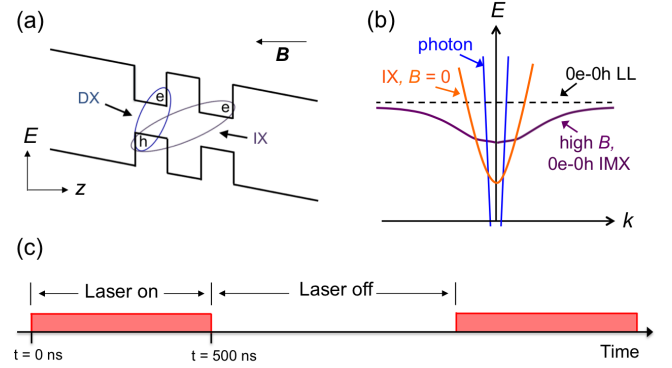 (a)
B
DX
e
e
h
IX
E
z
(b)
E
photon
IX, B = 0
0e-0h LL
high B,
0e-0h IMX
k
(c)
Laser on
Laser off
t = 0 ns
t = 500 ns
Time